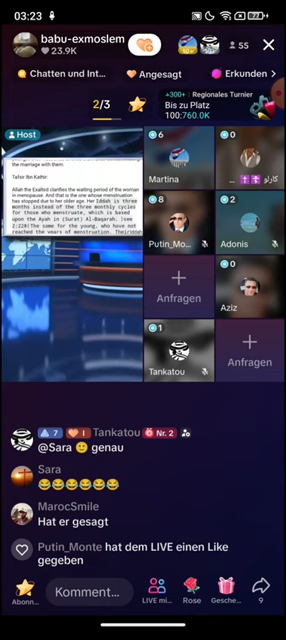 03:23
77
babu-exmoslem
23.9K
55
Chatten und Int...
Angesagt
Erkunden
2/3
+300↑ Regionales Turnier
Bis zu Platz
100:760.0K
Host
the marriage with them.
Tafsir Ibn Kathir:
Allah the Exalted clarifies the waiting period of the woman
in menopause. And that is the one whose menstruation
has stopped due to her older age. Her Iddah is three
months instead of the three monthly cycles
for those who menstruate, which is based
upon the Ayah in (Surat) Al-Baqarah. [see
2:228]The same for the young, who have not
reached the years of menstruation. Their
6
Martina
0
كارلو
8
Putin_Mo...
2
Adonis
Anfragen
0
Aziz
1
Tankatou
Anfragen
7 I Tankatou Nr. 2
@Sara 🙂 genau
Sara
😂😂😂😂😂😂
MarocSmile
Hat er gesagt
Putin_Monte hat dem LIVE einen Like
gegeben
Abonn...
Komment...
LIVE mi...
Rose
Gesche...
9